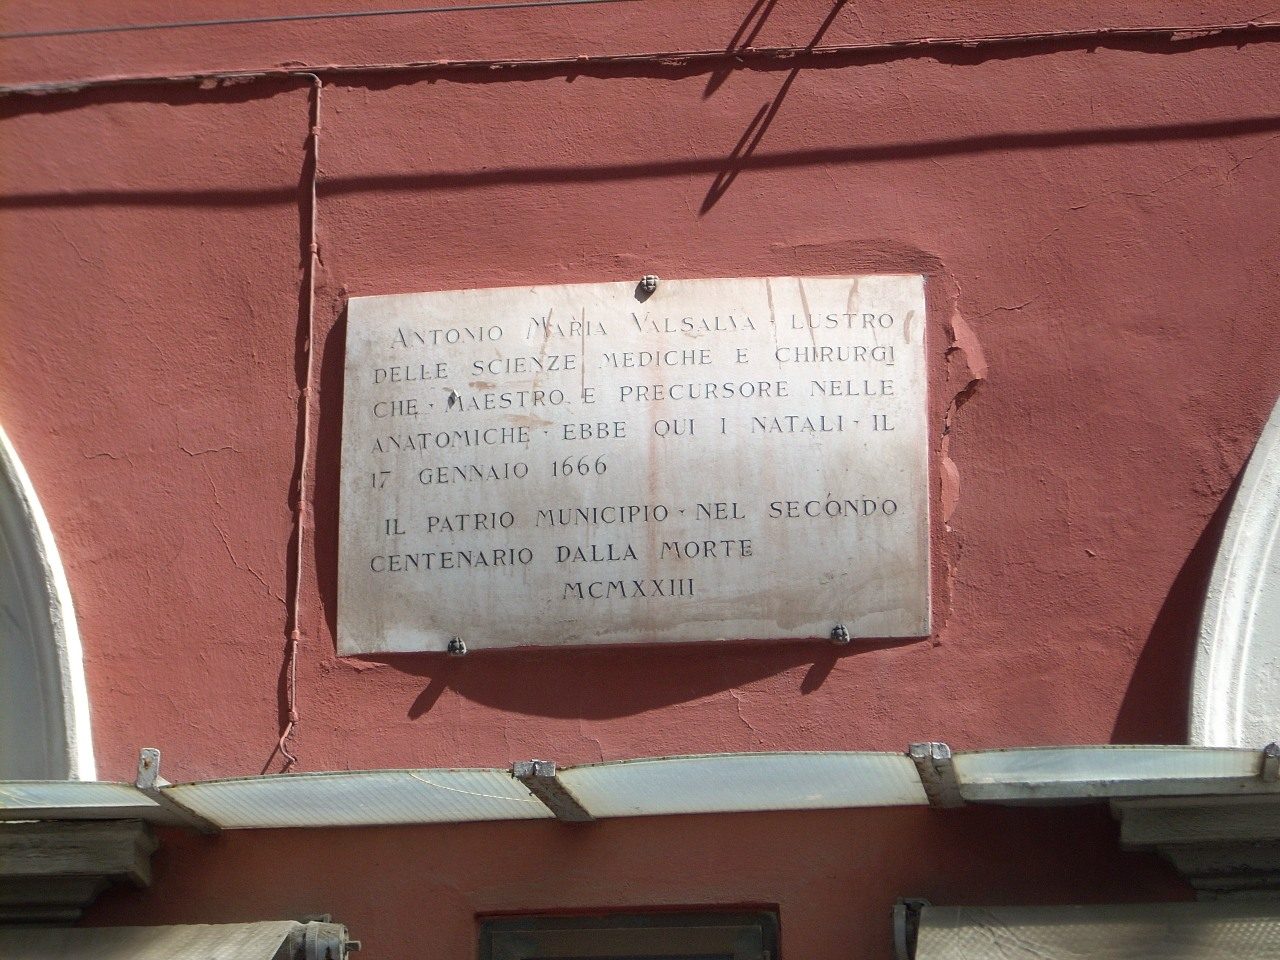 ANTONIO MARIA VALSALVA · LUSTRO
DELLE SCIENZE MEDICHE E CHIRURGI
CHE · MAESTRO E PRECURSORE NELLE
ANATOMICHE · EBBE QUI I NATALI · IL
17 GENNAIO 1666
IL PATRIO MUNICIPIO · NEL SECONDO
CENTENARIO DALLA MORTE
MCMXXIII